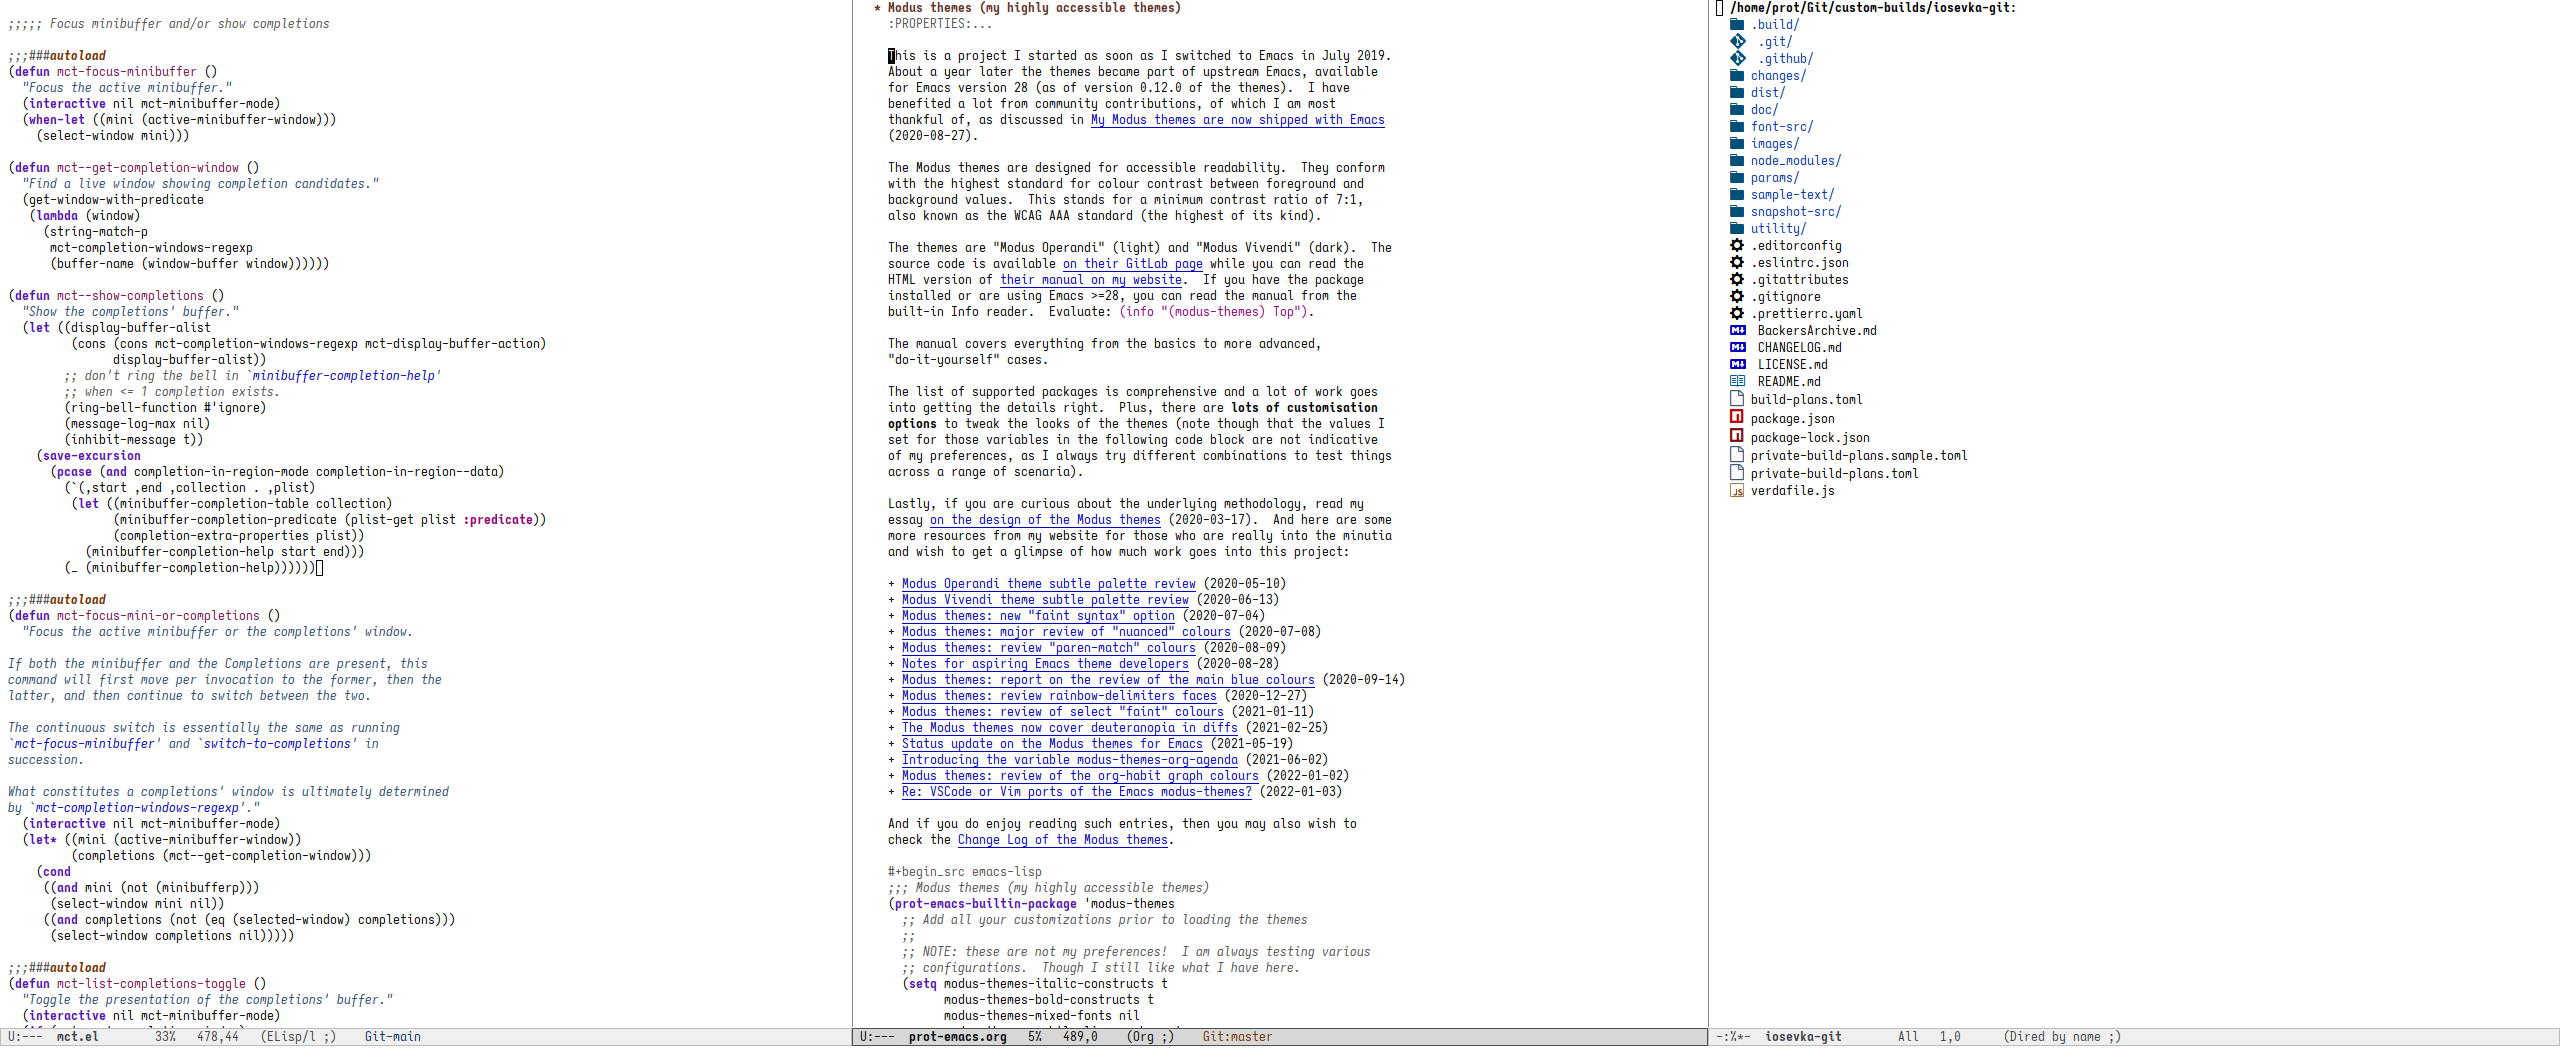 ;;;;; Focus minibuffer and/or show completions
;;;###autoload
(defun mct-focus-minibuffer ()
"Focus the active minibuffer."
(interactive nil mct-minibuffer-mode)
(when-let ((mini (active-minibuffer-window)))
(select-window mini)))
(defun mct--get-completion-window ()
"Find a live window showing completion candidates."
(get-window-with-predicate
(lambda (window)
(string-match-p
mct-completion-windows-regexp
(buffer-name (window-buffer window))))))
(defun mct--show-completions ()
"Show the completions' buffer."
(let ((display-buffer-alist
(cons (cons mct-completion-windows-regexp mct-display-buffer-action)
display-buffer-alist))
;; don't ring the bell in `minibuffer-completion-help'
;; when <= 1 completion exists.
(ring-bell-function #'ignore)
(message-log-max nil)
(inhibit-message t))
(save-excursion
(pcase (and completion-in-region-mode completion-in-region--data)
(`(,start ,end ,collection . ,plist)
(let ((minibuffer-completion-table collection)
(minibuffer-completion-predicate (plist-get plist :predicate))
(completion-extra-properties plist))
(minibuffer-completion-help start end)))
(_ (minibuffer-completion-help))))))
;;;###autoload
(defun mct-focus-mini-or-completions ()
"Focus the active minibuffer or the completions' window.
If both the minibuffer and the Completions are present, this
command will first move per invocation to the former, then the
latter, and then continue to switch between the two.
The continuous switch is essentially the same as running
`mct-focus-minibuffer' and `switch-to-completions' in
succession.
What constitutes a completions' window is ultimately determined
by `mct-completion-windows-regexp'."
(interactive nil mct-minibuffer-mode)
(let* ((mini (active-minibuffer-window))
(completions (mct--get-completion-window)))
(cond
((and mini (not (minibufferp)))
(select-window mini nil))
((and completions (not (eq (selected-window) completions)))
(select-window completions nil)))))
;;;###autoload
(defun mct-list-completions-toggle ()
"Toggle the presentation of the completions' buffer."
(interactive nil mct-minibuffer-mode)
U:--- mct.el 33% 478,44 (ELisp/l ;) Git-main
* Modus themes (my highly accessible themes)
:PROPERTIES:...
This is a project I started as soon as I switched to Emacs in July 2019.
About a year later the themes became part of upstream Emacs, available
for Emacs version 28 (as of version 0.12.0 of the themes). I have
benefited a lot from community contributions, of which I am most
thankful of, as discussed in My Modus themes are now shipped with Emacs
(2020-08-27).
The Modus themes are designed for accessible readability. They conform
with the highest standard for colour contrast between foreground and
background values. This stands for a minimum contrast ratio of 7:1,
also known as the WCAG AAA standard (the highest of its kind).
The themes are "Modus Operandi" (light) and "Modus Vivendi" (dark). The
source code is available on their GitLab page while you can read the
HTML version of their manual on my website. If you have the package
installed or are using Emacs >=28, you can read the manual from the
built-in Info reader. Evaluate: (info "(modus-themes) Top").
The manual covers everything from the basics to more advanced,
"do-it-yourself" cases.
The list of supported packages is comprehensive and a lot of work goes
into getting the details right. Plus, there are lots of customisation
options to tweak the looks of the themes (note though that the values I
set for those variables in the following code block are not indicative
of my preferences, as I always try different combinations to test things
across a range of scenaria).
Lastly, if you are curious about the underlying methodology, read my
essay on the design of the Modus themes (2020-03-17). And here are some
more resources from my website for those who are really into the minutia
and wish to get a glimpse of how much work goes into this project:
+ Modus Operandi theme subtle palette review (2020-05-10)
+ Modus Vivendi theme subtle palette review (2020-06-13)
+ Modus themes: new "faint syntax" option (2020-07-04)
+ Modus themes: major review of "nuanced" colours (2020-07-08)
+ Modus themes: review "paren-match" colours (2020-08-09)
+ Notes for aspiring Emacs theme developers (2020-08-28)
+ Modus themes: report on the review of the main blue colours (2020-09-14)
+ Modus themes: review rainbow-delimiters faces (2020-12-27)
+ Modus themes: review of select "faint" colours (2021-01-11)
+ The Modus themes now cover deuteranopia in diffs (2021-02-25)
+ Status update on the Modus themes for Emacs (2021-05-19)
+ Introducing the variable modus-themes-org-agenda (2021-06-02)
+ Modus themes: review of the org-habit graph colours (2022-01-02)
+ Re: VSCode or Vim ports of the Emacs modus-themes? (2022-01-03)
And if you do enjoy reading such entries, then you may also wish to
check the Change Log of the Modus themes.
#+begin_src emacs-lisp
;;; Modus themes (my highly accessible themes)
(prot-emacs-builtin-package 'modus-themes
;; Add all your customizations prior to loading the themes
;;
;; NOTE: these are not my preferences! I am always testing various
;; configurations. Though I still like what I have here.
(setq modus-themes-italic-constructs t
modus-themes-bold-constructs t
modus-themes-mixed-fonts nil
U:--- prot-emacs.org 5% 489,0 (Org ;) Git:master
/home/prot/Git/custom-builds/iosevka-git:
.build/
.git/
.github/
changes/
dist/
doc/
font-src/
images/
node_modules/
params/
sample-text/
snapshot-src/
utility/
.editorconfig
.eslintrc.json
.gitattributes
.gitignore
.prettierrc.yaml
BackersArchive.md
CHANGELOG.md
LICENSE.md
README.md
build-plans.toml
package.json
package-lock.json
private-build-plans.sample.toml
private-build-plans.toml
verdafile.js
-:%*- iosevka-git All 1,0 (Dired by name ;)